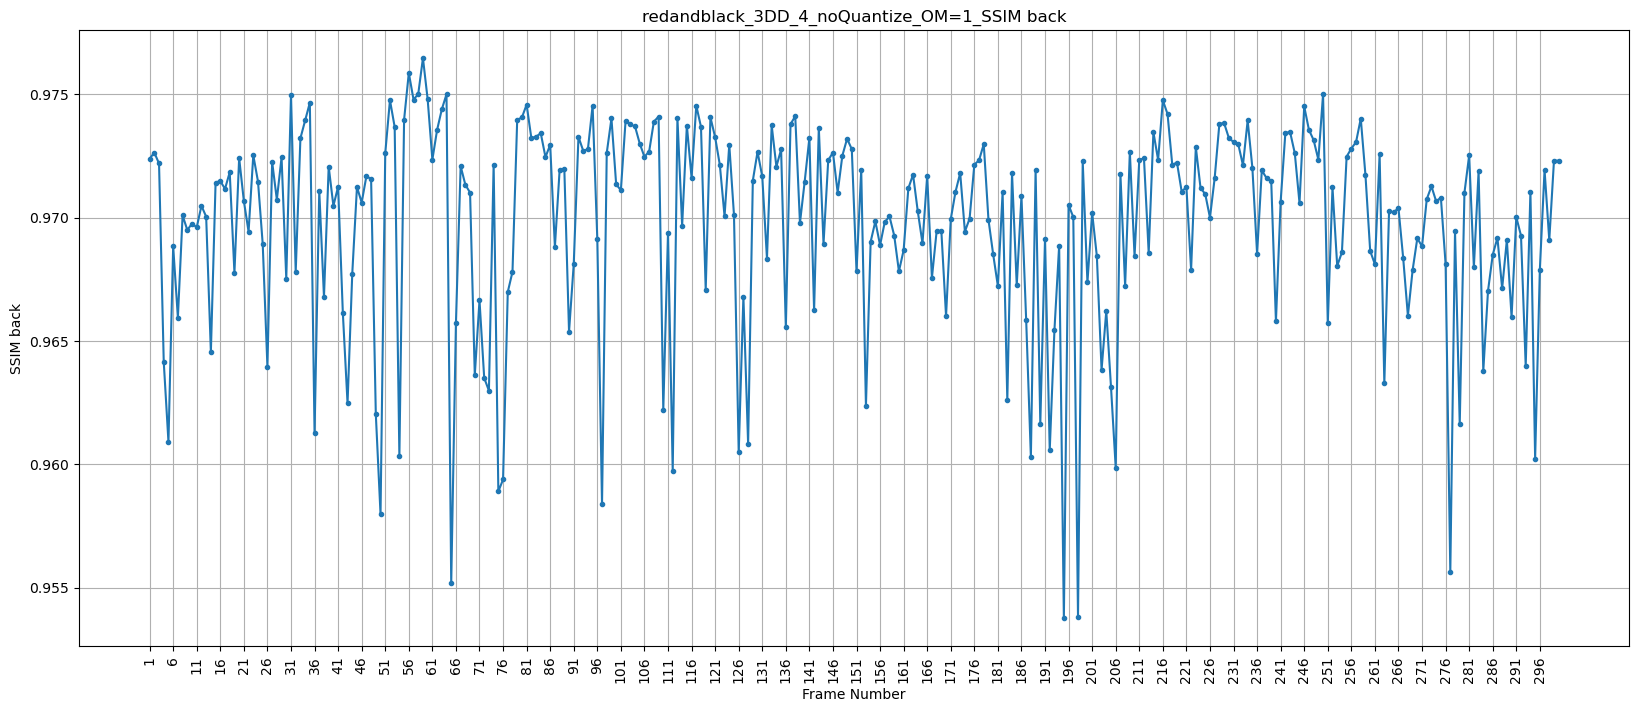 redandblack_3DD_4_noQuantize_OM=1_SSIM back
SSIM back
0.975
0.970
0.965
0.960
0.955
1 6 11 16 21 26 31 36 41 46 51 56 61 66 71 76 81 86 91 96 101 106 111 116 121 126 131 136 141 146 151 156 161 166 171 176 181 186 191 196 201 206 211 216 221 226 231 236 241 246 251 256 261 266 271 276 281 286 291 296
Frame Number